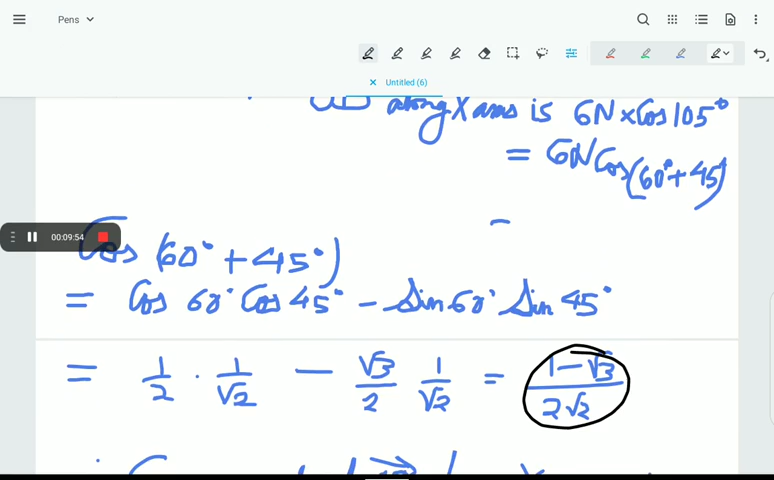 Pens
Untitled (6)
along X axis is 6N × Cos 105°
= 6N Cos (60° + 45)
00:09:54
Cos (60° + 45°)
= Cos 60° Cos 45° - Sin 60° Sin 45°
= 1/2 · 1/√2 - √3/2 1/√2 = 1-√3/2√2